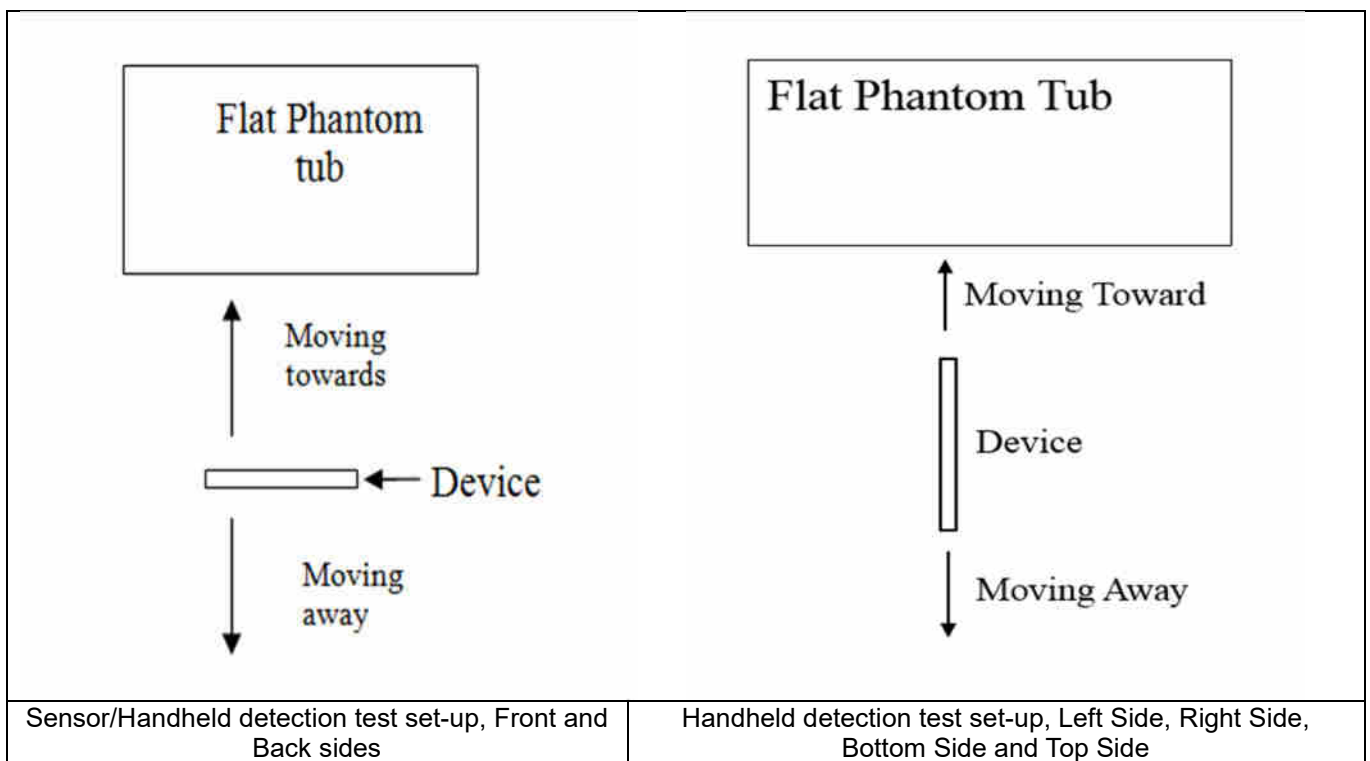 Flat Phantom
tub
Moving
towards
Device
Moving
away
Flat Phantom Tub
Moving Toward
Device
Moving Away
Sensor/Handheld detection test set-up, Front and
Back sides
Handheld detection test set-up, Left Side, Right Side,
Bottom Side and Top Side